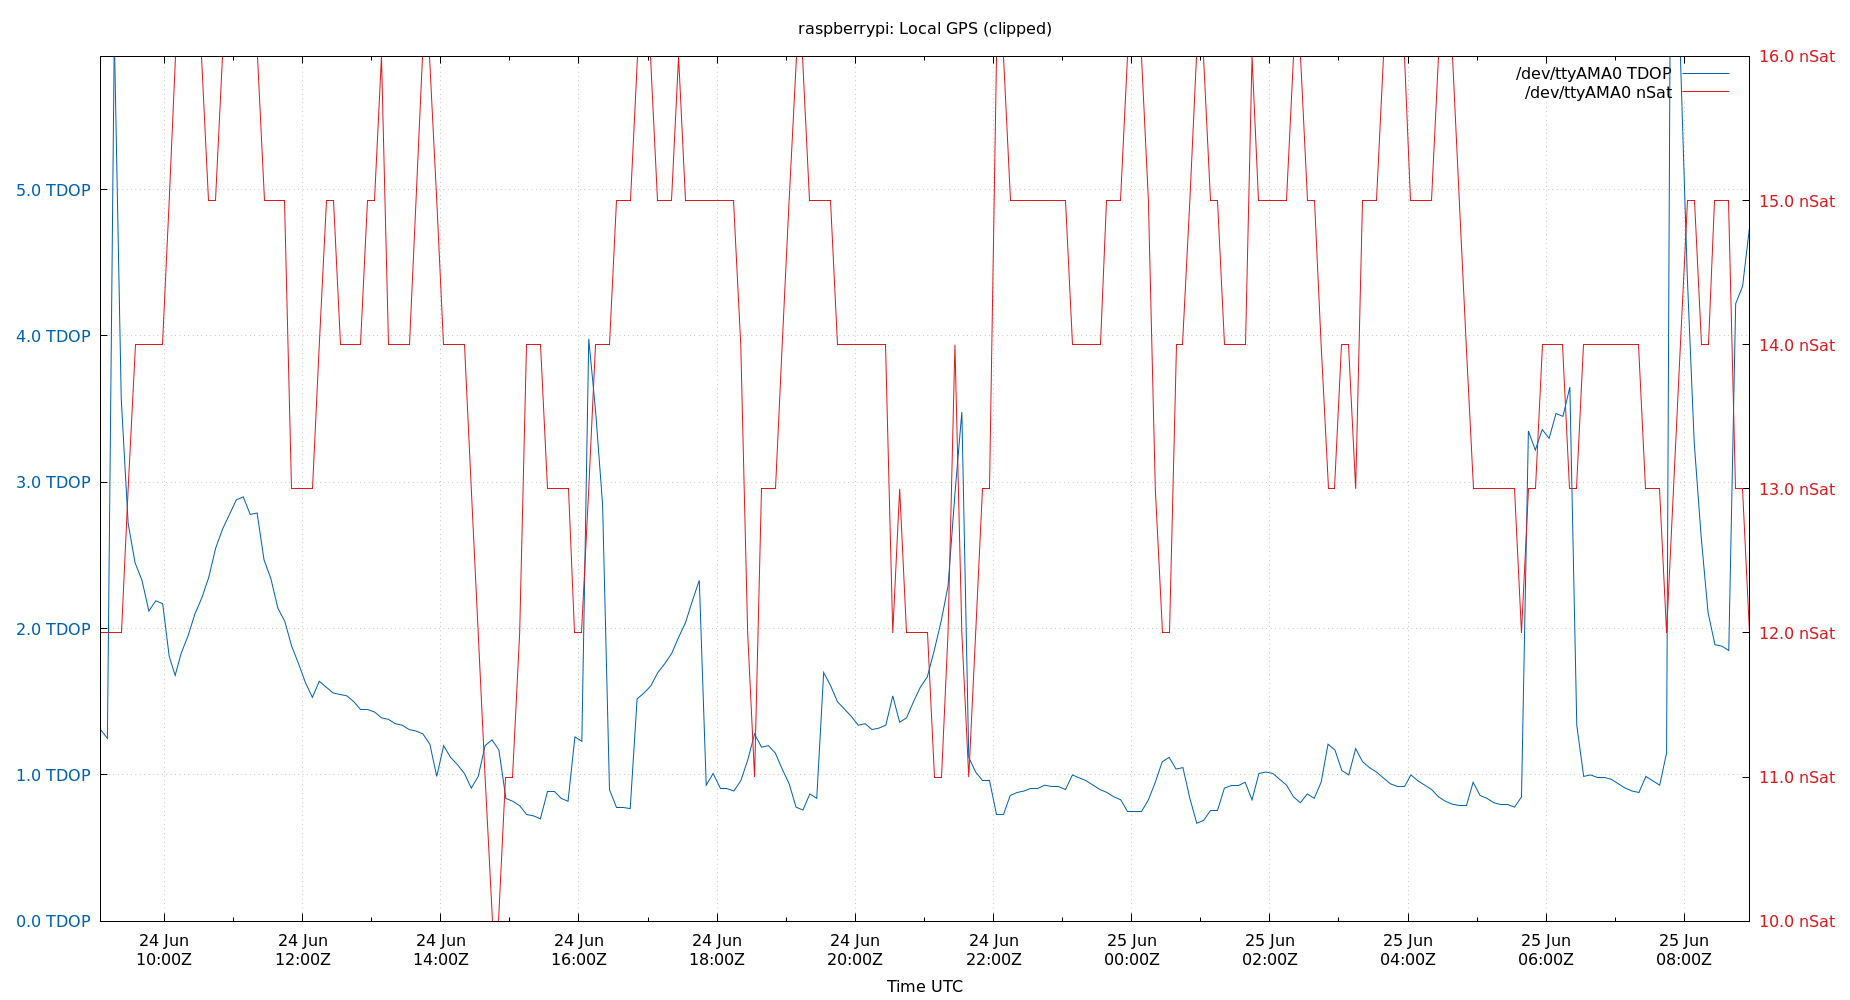 raspberrypi: Local GPS (clipped)
/dev/ttyAMA0 TDOP
/dev/ttyAMA0 nSat
5.0 TDOP
4.0 TDOP
3.0 TDOP
2.0 TDOP
1.0 TDOP
0.0 TDOP
16.0 nSat
15.0 nSat
14.0 nSat
13.0 nSat
12.0 nSat
11.0 nSat
10.0 nSat
24 Jun
10:00Z
24 Jun
12:00Z
24 Jun
14:00Z
24 Jun
16:00Z
24 Jun
18:00Z
24 Jun
20:00Z
24 Jun
22:00Z
25 Jun
00:00Z
25 Jun
02:00Z
25 Jun
04:00Z
25 Jun
06:00Z
25 Jun
08:00Z
Time UTC